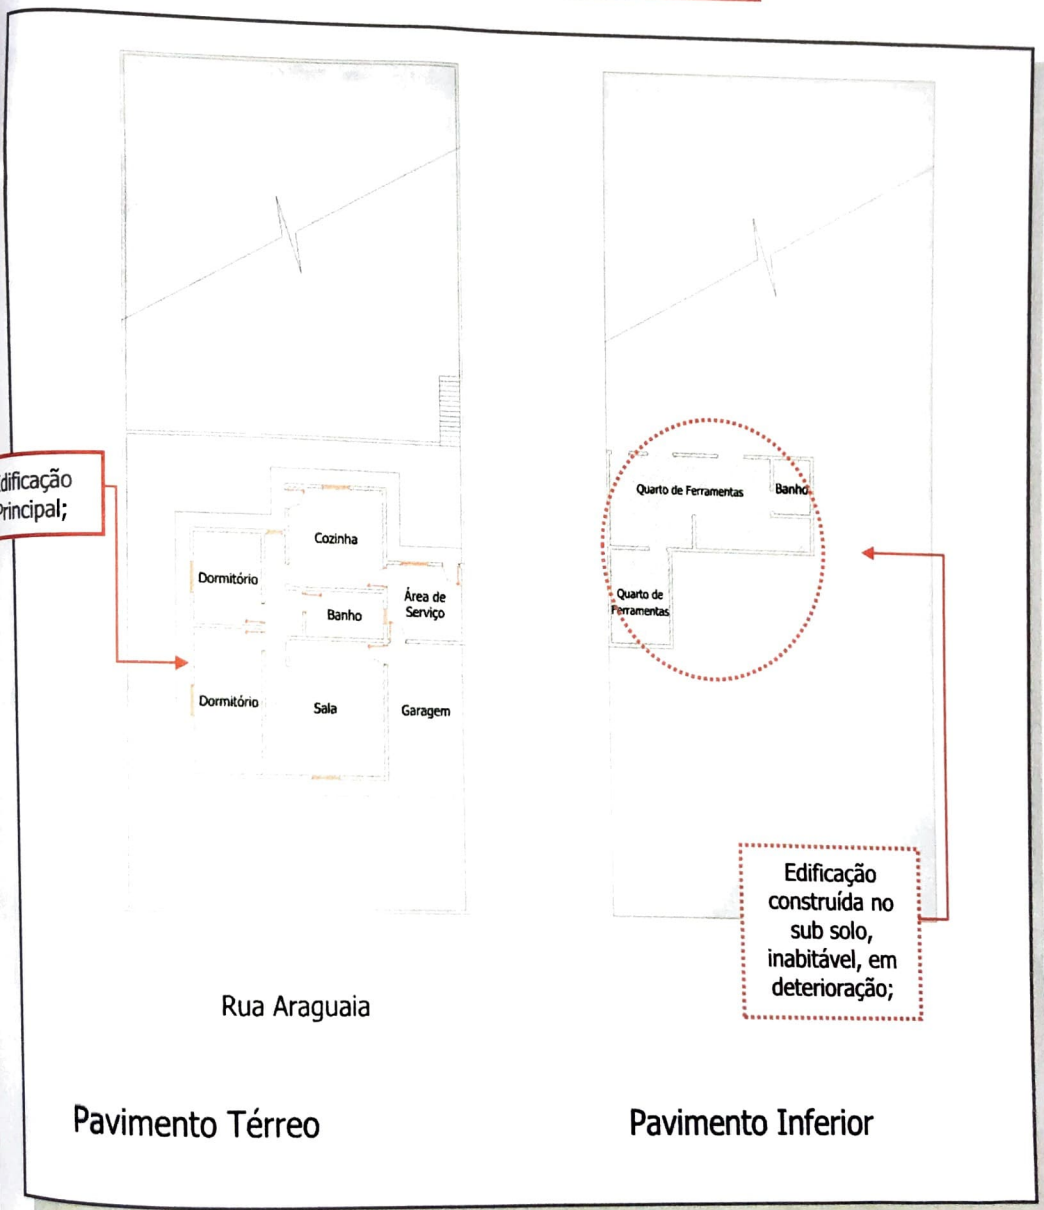 Edificação
Principal;
Cozinha
Dormitório
Área de
Serviço
Banho
Dormitório
Sala
Garagem
Rua Araguaia
Pavimento Térreo
Quarto de Ferramentas
Banho
Quarto de
Ferramentas
Edificação
construída no
sub solo,
inabitável, em
deterioração;
Pavimento Inferior